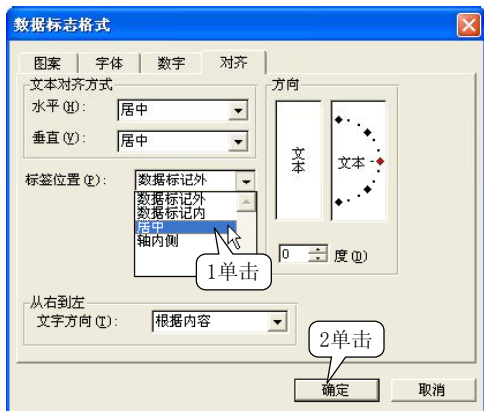 数据标志格式
图案 字体 数字 对齐
文本对齐方式
水平(H): 居中
垂直(V): 居中
标签位置(P): 数据标记外
数据标记外
数据标记内
居中
轴内侧
1单击
方向
文本
文本
0 度(D)
从右到左
文字方向(T): 根据内容
2单击
确定 取消